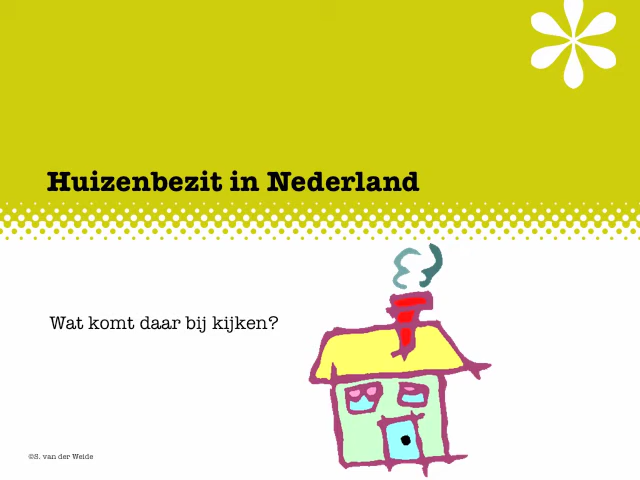 Huizenbezit in Nederland
Wat komt daar bij kijken?
©S. van der Weide